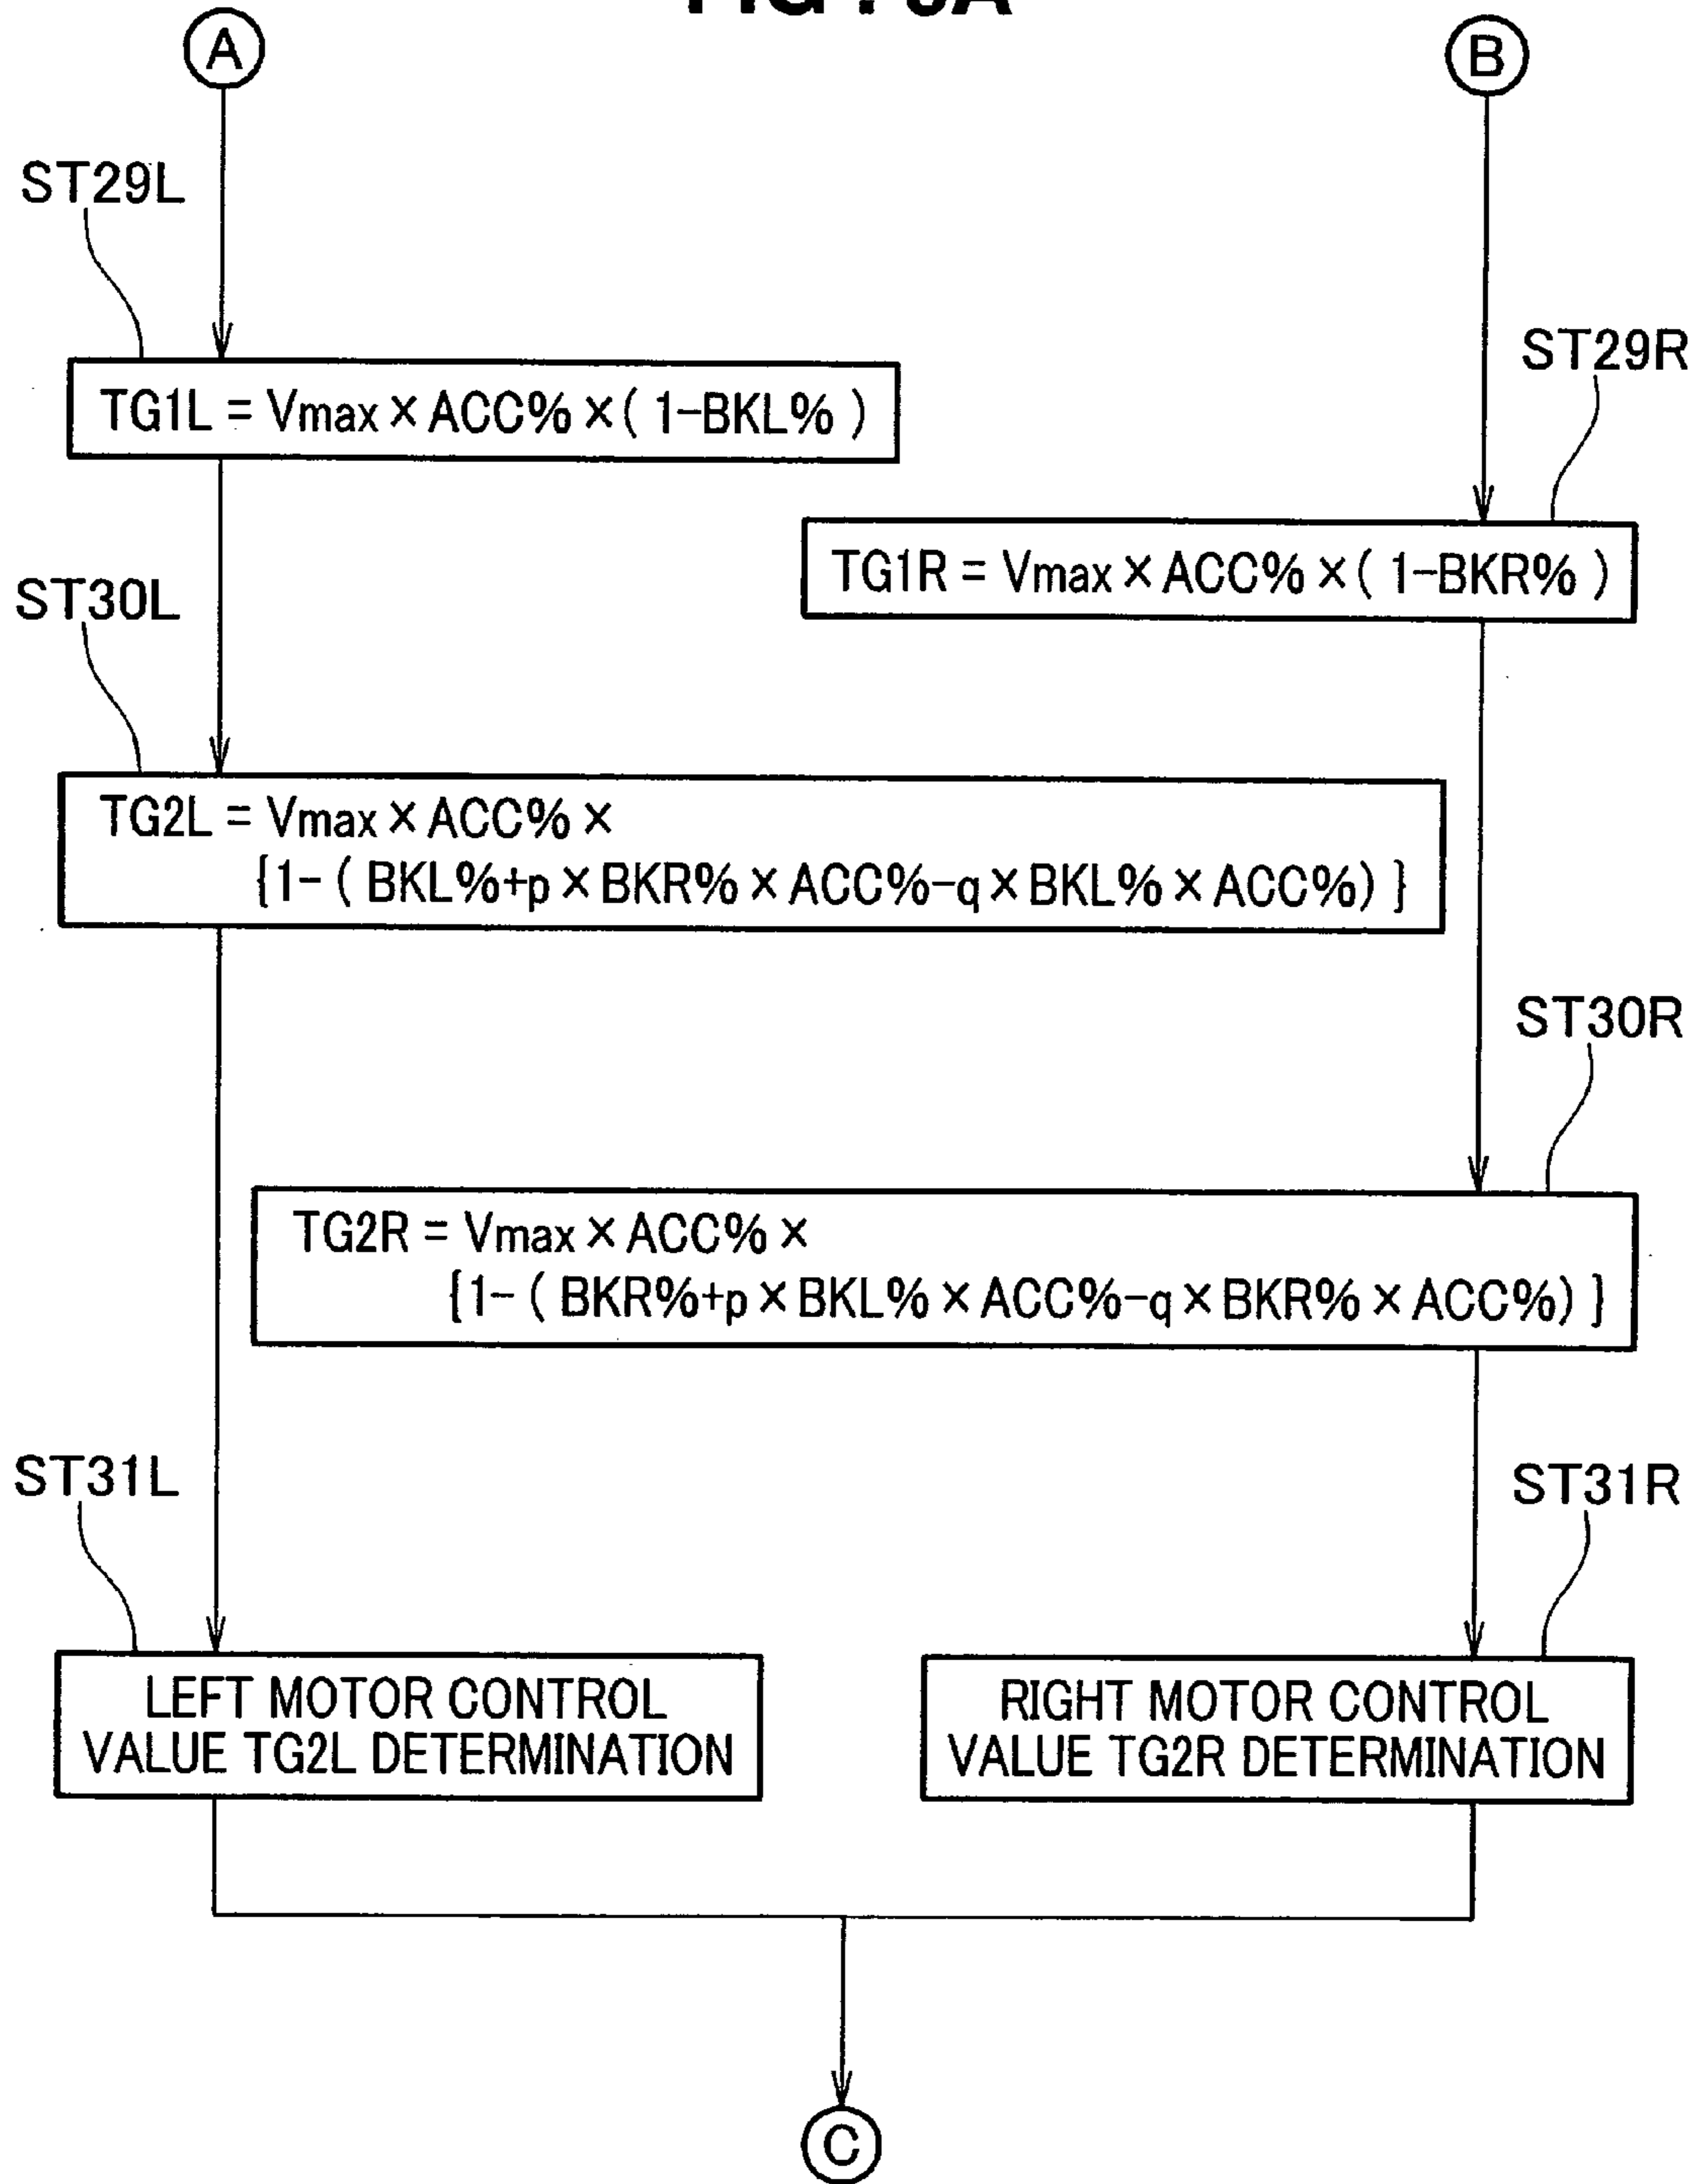 A
B
ST29L
TG1L = Vmax × ACC% ×( 1-BKL% )
ST29R
TG1R = Vmax × ACC% ×( 1-BKR% )
ST30L
TG2L = Vmax × ACC% ×
{1-( BKL%+p × BKR% × ACC%-q × BKL% × ACC%) }
ST30R
TG2R = Vmax × ACC% ×
{1-( BKR%+p × BKL% × ACC%-q × BKR% × ACC%) }
ST31L
LEFT MOTOR CONTROL
VALUE TG2L DETERMINATION
ST31R
RIGHT MOTOR CONTROL
VALUE TG2R DETERMINATION
C